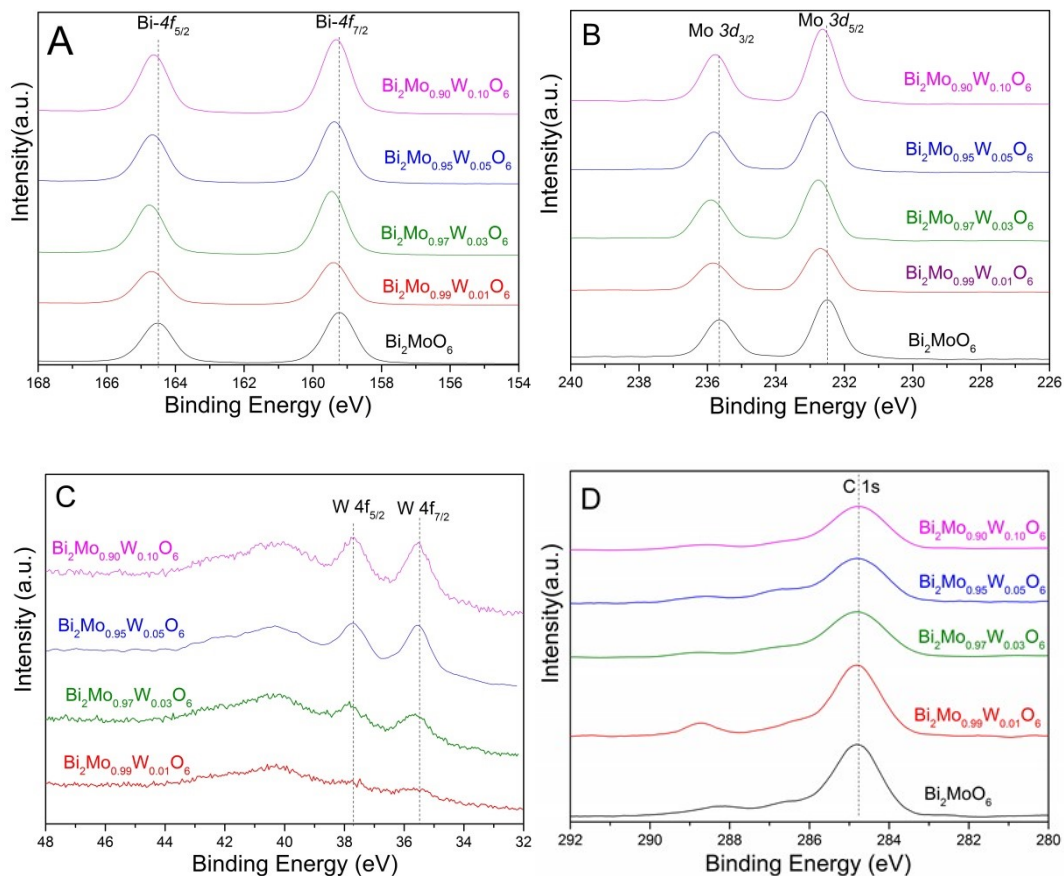 A
Bi-4f5/2
Bi-4f7/2
Bi2Mo0.90W0.10O6
Bi2Mo0.95W0.05O6
Bi2Mo0.97W0.03O6
Bi2Mo0.99W0.01O6
Bi2MoO6
Intensity(a.u.)
168 166 164 162 160 158 156 154
Binding Energy (eV)
B
Mo 3d3/2
Mo 3d5/2
Bi2Mo0.90W0.10O6
Bi2Mo0.95W0.05O6
Bi2Mo0.97W0.03O6
Bi2Mo0.99W0.01O6
Bi2MoO6
Intensity(a.u.)
240 238 236 234 232 230 228 226
Binding Energy (eV)
C
W 4f5/2
W 4f7/2
Bi2Mo0.90W0.10O6
Bi2Mo0.95W0.05O6
Bi2Mo0.97W0.03O6
Bi2Mo0.99W0.01O6
Intensity (a.u.)
48 46 44 42 40 38 36 34 32
Binding Energy (eV)
D
C 1s
Bi2Mo0.90W0.10O6
Bi2Mo0.95W0.05O6
Bi2Mo0.97W0.03O6
Bi2Mo0.99W0.01O6
Bi2MoO6
Intensity(a.u.)
292 290 288 286 284 282 280
Binding Energy (eV)